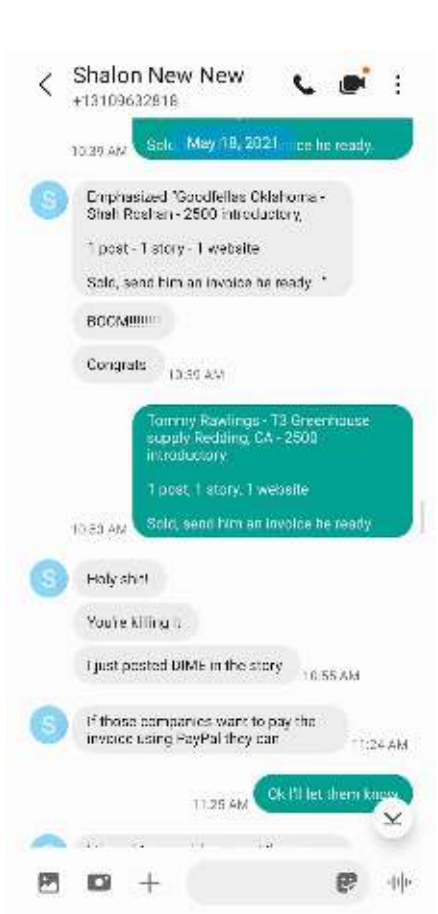 Shalon New New
+13109632818
May 18, 2021
10:39 AM
he ready.
S
Emphasized "Goodfellas Oklahoma -
Shah Roshan - 2500 introductory,
1 post - 1 story - 1 website
Sold, send him an invoice he ready "
BOOM!!!!!!!!
Congrats
10:39 AM
Tommy Rawlings - T3 Greenhouse
supply Redding, CA - 2500
introductory
1 post, 1 story, 1 website
Sold, send him an invoice he ready
10:53 AM
S
Holy shit!
You're killing it
I just posted DIME in the story
10:55 AM
S
If those companies want to pay the
invoice using PayPal they can
11:24 AM
Ok I'll let them know
11:25 AM